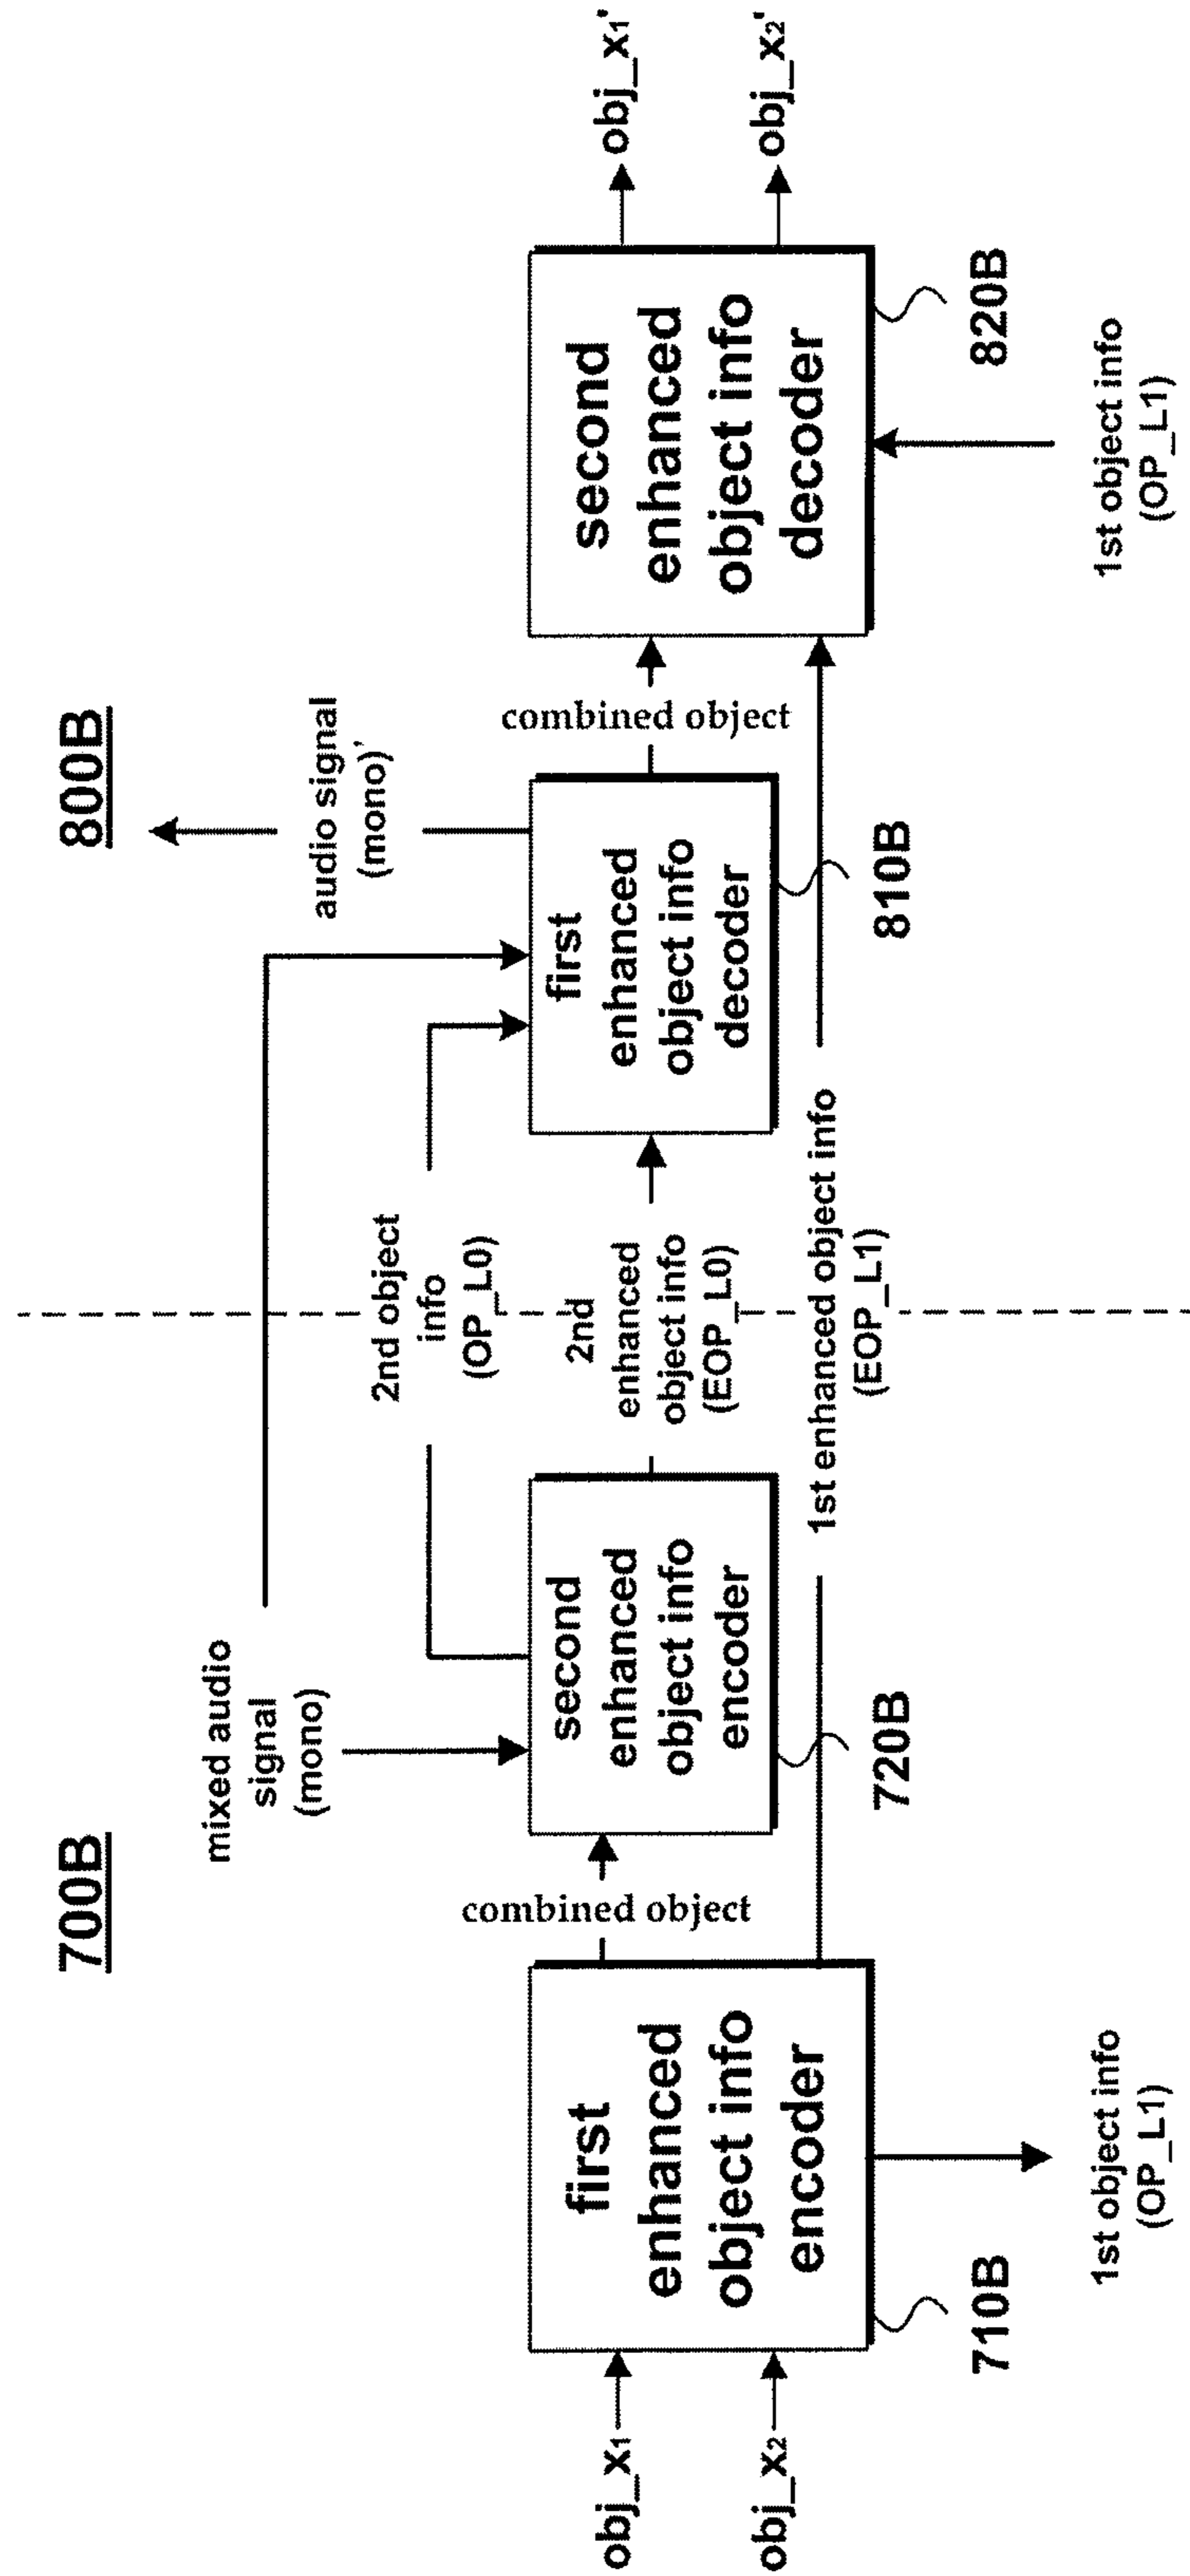 700B
800B
mixed audio
signal
(mono)
audio signal
(mono)'
2nd object
info
(OP_L0)
obj_x1
obj_x2
first
enhanced
object info
encoder
combined object
second
enhanced
object info
encoder
2nd
enhanced
object info
(EOP_L0)
first
enhanced
object info
decoder
combined object
second
enhanced
object info
decoder
obj_x1'
obj_x2'
1st enhanced object info
(EOP_L1)
710B
720B
810B
820B
1st object info
(OP_L1)
1st object info
(OP_L1)